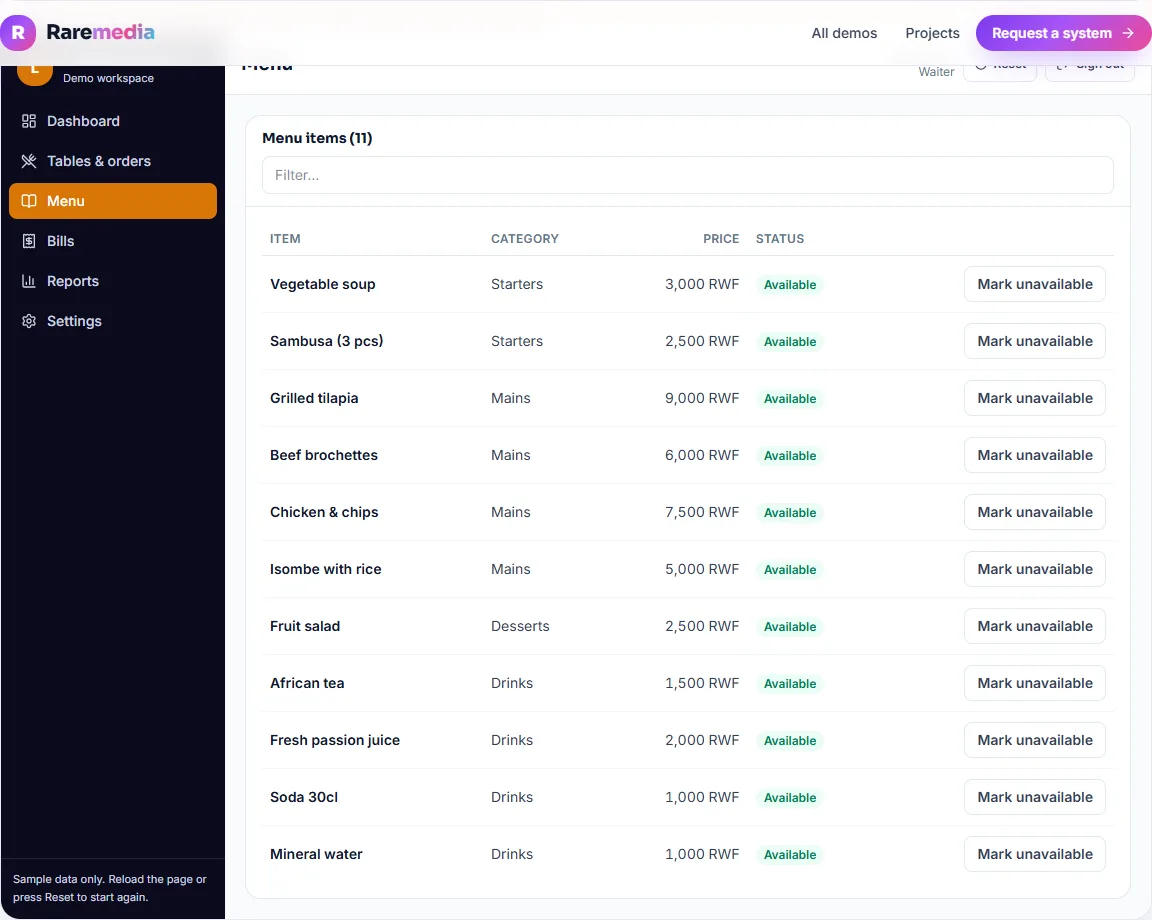 R Raremedia
All demos
Projects
Request a system →
Demo workspace
Menu
Waiter
Reset
Sign out
Dashboard
Tables & orders
Menu
Bills
Reports
Settings
Sample data only. Reload the page or
press Reset to start again.
Menu items (11)
Filter...
ITEM CATEGORY PRICE STATUS
Vegetable soup Starters 3,000 RWF Available Mark unavailable
Sambusa (3 pcs) Starters 2,500 RWF Available Mark unavailable
Grilled tilapia Mains 9,000 RWF Available Mark unavailable
Beef brochettes Mains 6,000 RWF Available Mark unavailable
Chicken & chips Mains 7,500 RWF Available Mark unavailable
Isombe with rice Mains 5,000 RWF Available Mark unavailable
Fruit salad Desserts 2,500 RWF Available Mark unavailable
African tea Drinks 1,500 RWF Available Mark unavailable
Fresh passion juice Drinks 2,000 RWF Available Mark unavailable
Soda 30cl Drinks 1,000 RWF Available Mark unavailable
Mineral water Drinks 1,000 RWF Available Mark unavailable